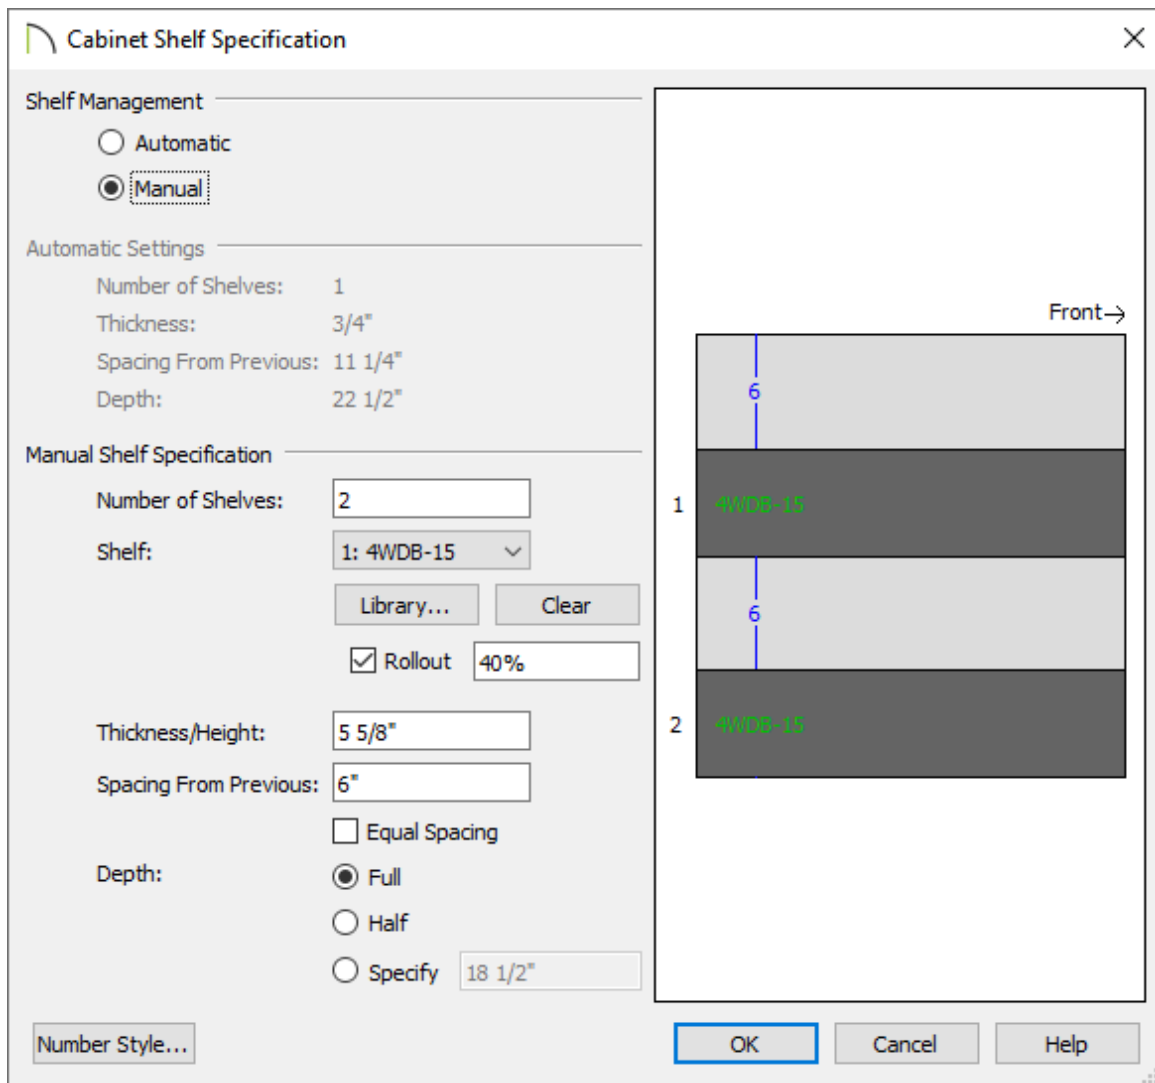 Cabinet Shelf Specification
Shelf Management
Automatic
Manual
Automatic Settings
Number of Shelves: 1
Thickness: 3/4"
Spacing From Previous: 11 1/4"
Depth: 22 1/2"
Manual Shelf Specification
Number of Shelves: 2
Shelf: 1: 4WDB-15
Library... Clear
Rollout 40%
Thickness/Height: 5 5/8"
Spacing From Previous: 6"
Equal Spacing
Depth: Full
Half
Specify 18 1/2"
Front
6
1 4WDB-15
6
2 4WDB-15
Number Style... OK Cancel Help